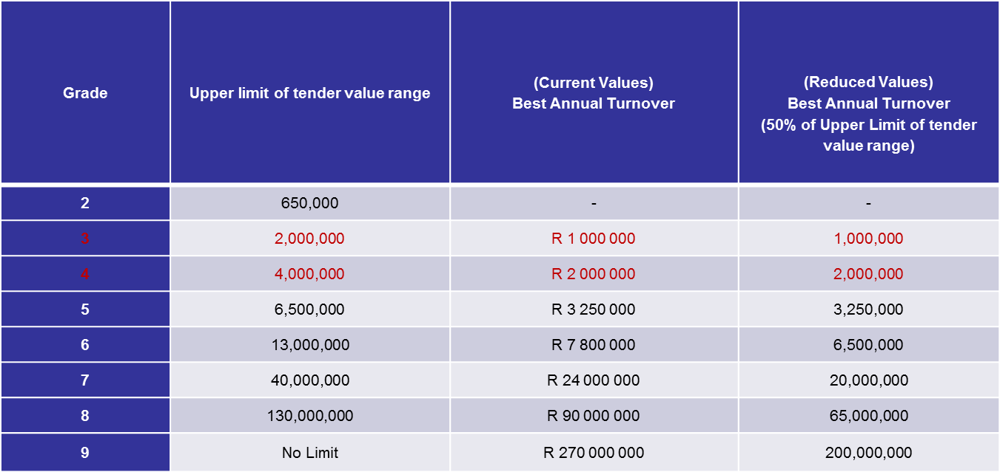 Grade
Upper limit of tender value range
(Current Values)
Best Annual Turnover
(Reduced Values)
Best Annual Turnover
(50% of Upper Limit of tender
value range)
2 650,000 - -
3 2,000,000 R 1 000 000 1,000,000
4 4,000,000 R 2 000 000 2,000,000
5 6,500,000 R 3 250 000 3,250,000
6 13,000,000 R 7 800 000 6,500,000
7 40,000,000 R 24 000 000 20,000,000
8 130,000,000 R 90 000 000 65,000,000
9 No Limit R 270 000 000 200,000,000